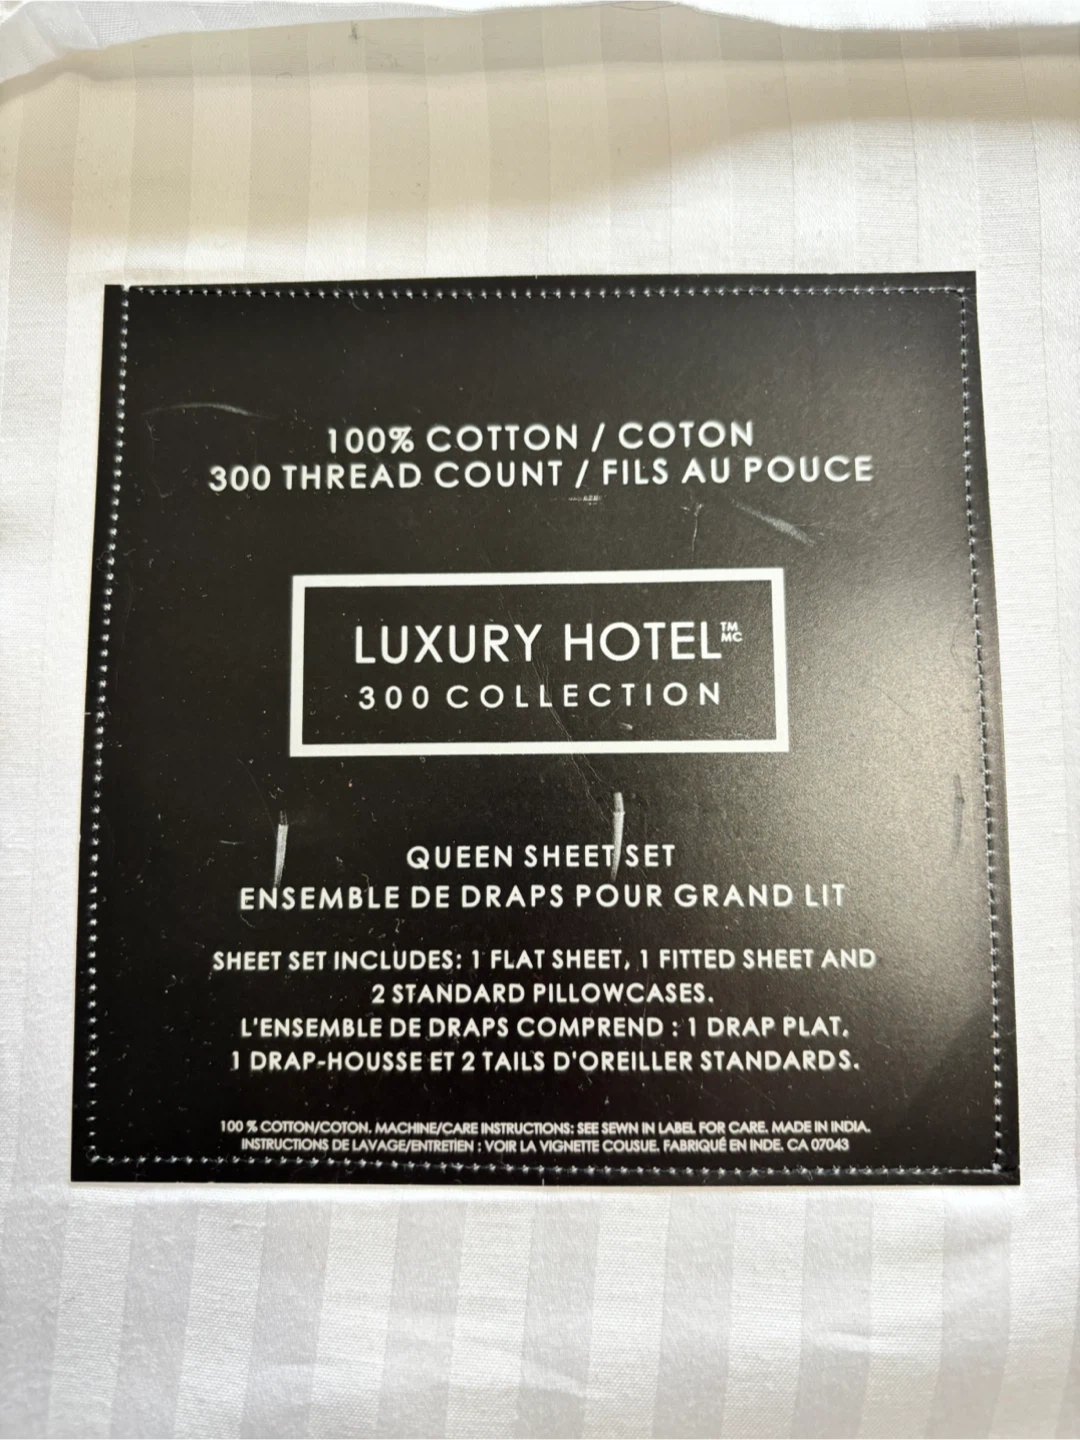 100% COTTON / COTON
300 THREAD COUNT / FILS AU POUCE
LUXURY HOTEL™ MC
300 COLLECTION
QUEEN SHEET SET
ENSEMBLE DE DRAPS POUR GRAND LIT
SHEET SET INCLUDES: 1 FLAT SHEET, 1 FITTED SHEET AND
2 STANDARD PILLOWCASES.
L'ENSEMBLE DE DRAPS COMPREND : 1 DRAP PLAT,
1 DRAP-HOUSSE ET 2 TAILS D'OREILLER STANDARDS.
100 % COTTON/COTON. MACHINE/CARE INSTRUCTIONS: SEE SEWN IN LABEL FOR CARE. MADE IN INDIA.
INSTRUCTIONS DE LAVAGE/ENTRETIEN : VOIR LA VIGNETTE COUSUE. FABRIQUÉ EN INDE. CA 07043